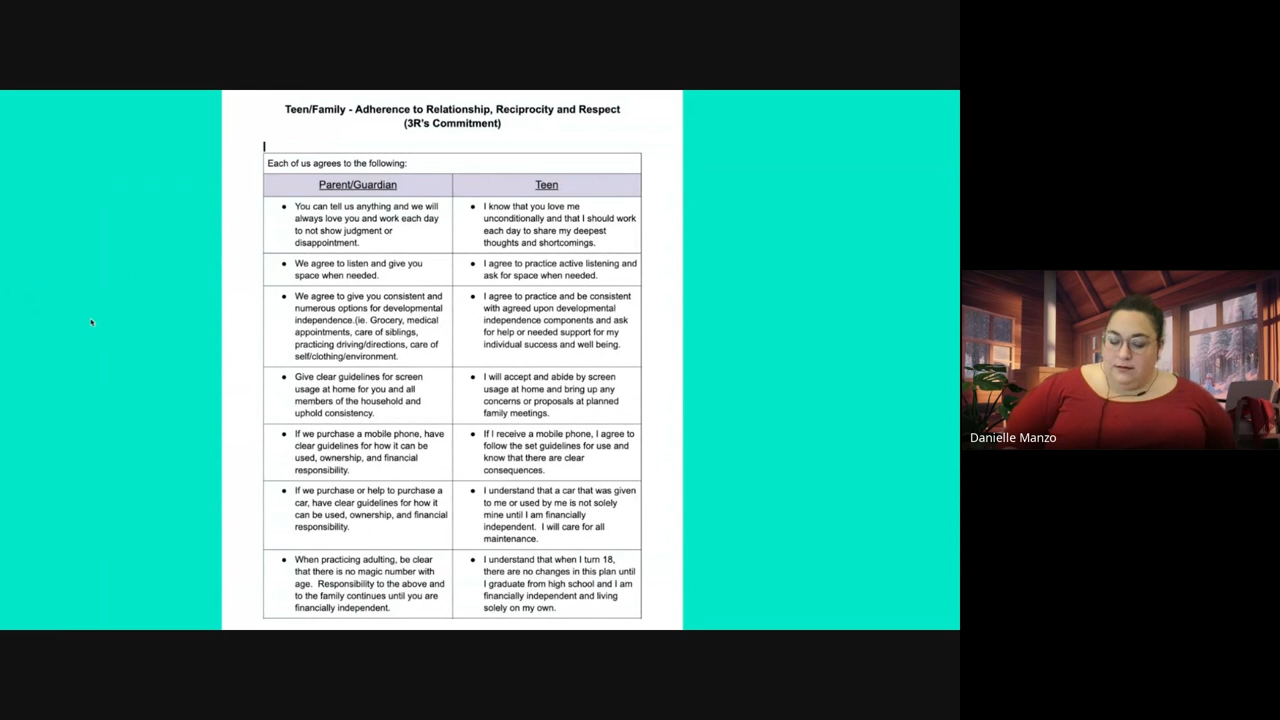 Teen/Family - Adherence to Relationship, Reciprocity and Respect
(3R's Commitment)
Each of us agrees to the following:
Parent/Guardian
Teen
● You can tell us anything and we will
always love you and work each day
to not show judgment or
disappointment.
● I know that you love me
unconditionally and that I should work
each day to share my deepest
thoughts and shortcomings.
● We agree to listen and give you
space when needed.
● I agree to practice active listening and
ask for space when needed.
● We agree to give you consistent and
numerous options for developmental
independence.(ie. Grocery, medical
appointments, care of siblings,
practicing driving/directions, care of
self/clothing/environment.
● I agree to practice and be consistent
with agreed upon developmental
independence components and ask
for help or needed support for my
individual success and well being.
● Give clear guidelines for screen
usage at home for you and all
members of the household and
uphold consistency.
● I will accept and abide by screen
usage at home and bring up any
concerns or proposals at planned
family meetings.
● If we purchase a mobile phone, have
clear guidelines for how it can be
used, ownership, and financial
responsibility.
● If I receive a mobile phone, I agree to
follow the set guidelines for use and
know that there are clear
consequences.
● If we purchase or help to purchase a
car, have clear guidelines for how it
can be used, ownership, and financial
responsibility.
● I understand that a car that was given
to me or used by me is not solely
mine until I am financially
independent.  I will care for all
maintenance.
● When practicing adulting, be clear
that there is no magic number with
age.  Responsibility to the above and
to the family continues until you are
financially independent.
● I understand that when I turn 18,
there are no changes in this plan until
I graduate from high school and I am
financially independent and living
solely on my own.
Danielle Manzo